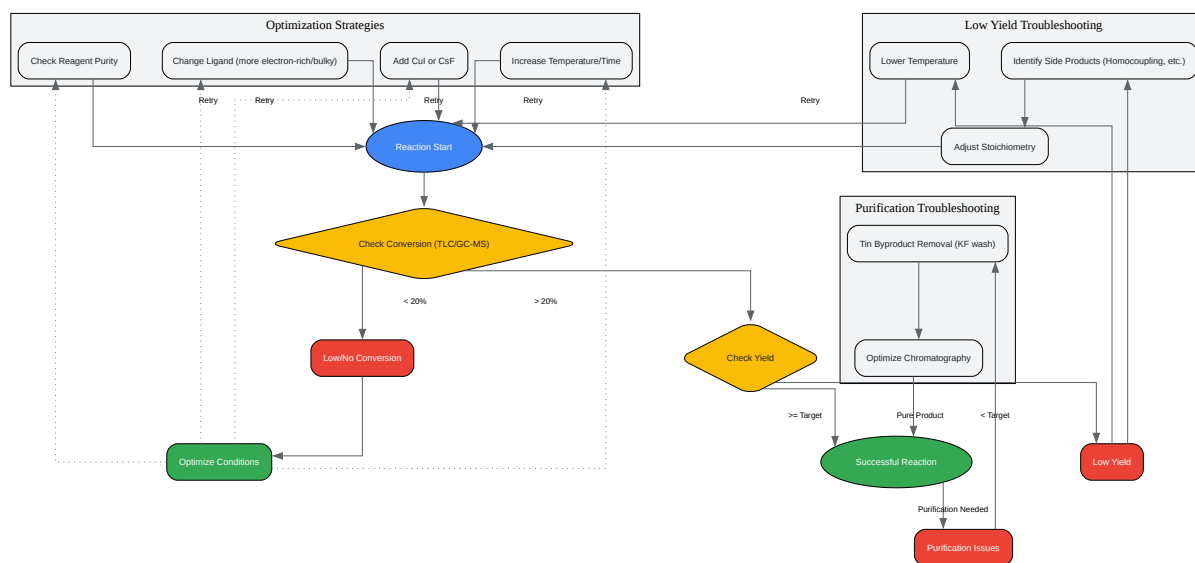 Optimization Strategies
Low Yield Troubleshooting
Check Reagent Purity
Change Ligand (more electron-rich/bulky)
Add CuI or CsF
Increase Temperature/Time
Lower Temperature
Identify Side Products (Homocoupling, etc.)
Retry
Retry
Retry
Retry
Retry
Reaction Start
Adjust Stoichiometry
Purification Troubleshooting
Check Conversion (TLC/GC-MS)
Tin Byproduct Removal (KF wash)
< 20%
> 20%
Low/No Conversion
Check Yield
Optimize Chromatography
>= Target
Pure Product
< Target
Optimize Conditions
Successful Reaction
Low Yield
Purification Needed
Purification Issues